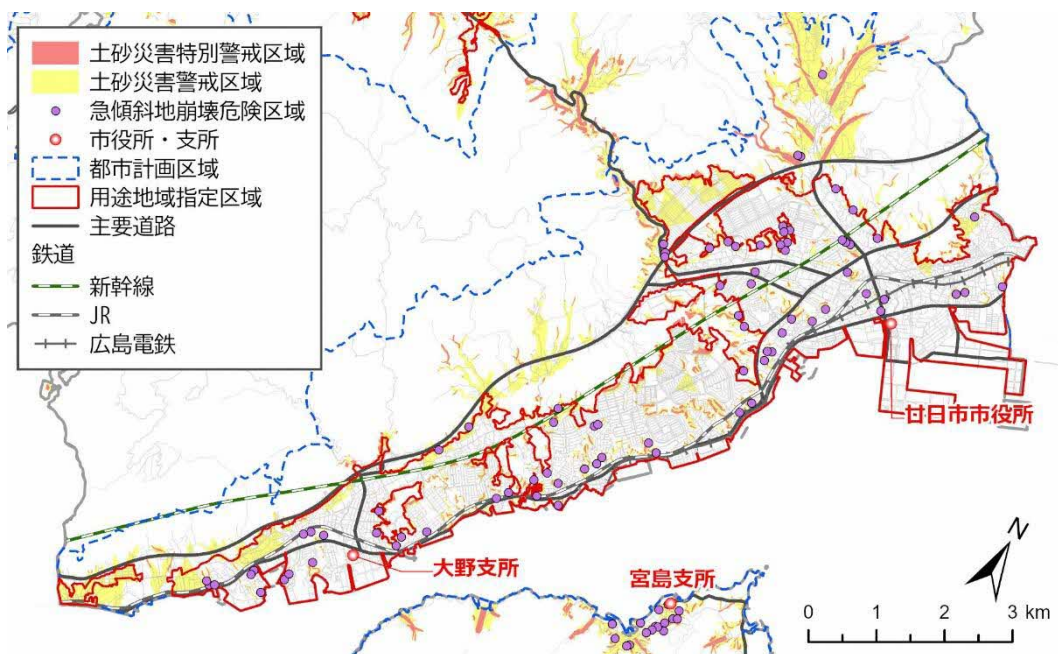 土砂災害特別警戒区域
土砂災害警戒区域
急傾斜地崩壊危険区域
市役所・支所
都市計画区域
用途地域指定区域
主要道路
鉄道
新幹線
JR
広島電鉄
廿日市市役所
大野支所
宮島支所
N
0 1 2 3 km